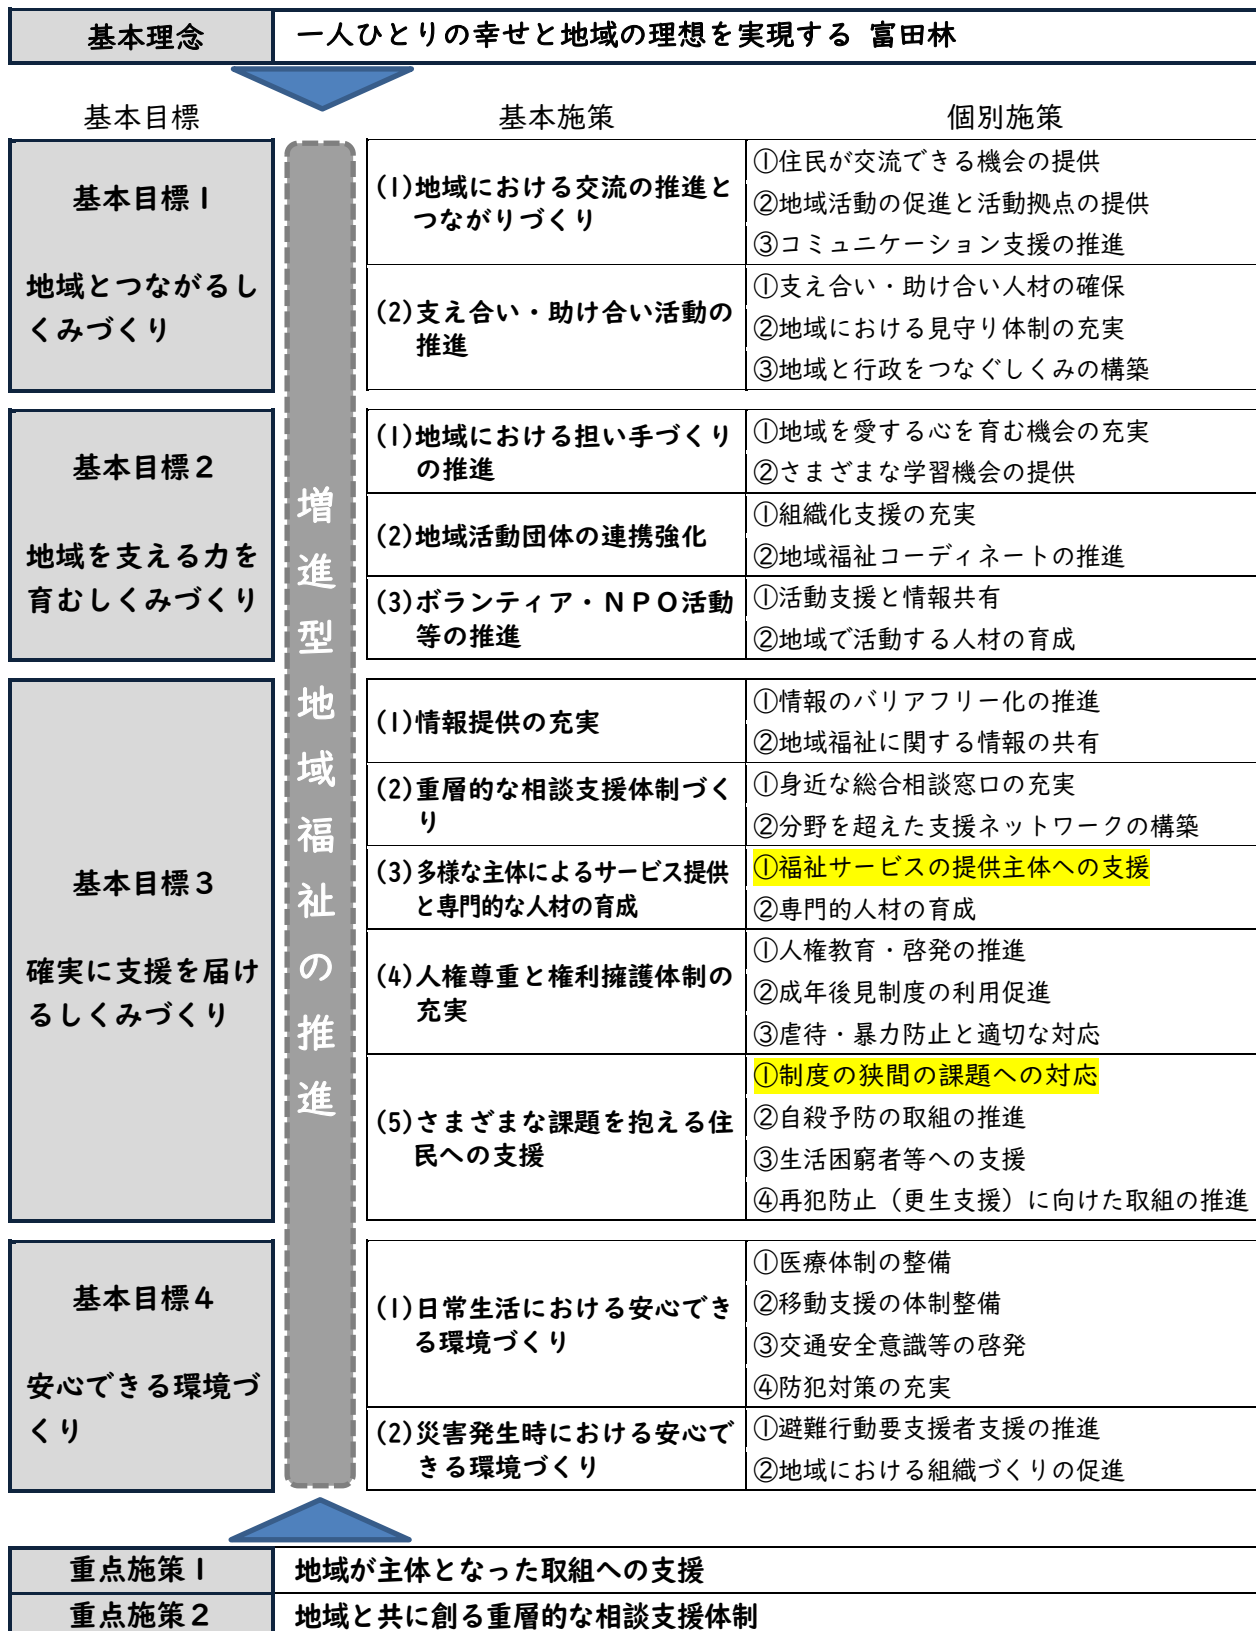 基本理念
一人ひとりの幸せと地域の理想を実現する 富田林
基本目標
基本施策
個別施策
基本目標1
地域とつながるし
くみづくり
(1)地域における交流の推進と
つながりづくり
①住民が交流できる機会の提供
②地域活動の促進と活動拠点の提供
③コミュニケーション支援の推進
(2)支え合い・助け合い活動の
推進
①支え合い・助け合い人材の確保
②地域における見守り体制の充実
③地域と行政をつなぐしくみの構築
増進型地域福祉の推進
基本目標2
地域を支える力を
育むしくみづくり
(1)地域における担い手づくり
の推進
①地域を愛する心を育む機会の充実
②さまざまな学習機会の提供
(2)地域活動団体の連携強化
①組織化支援の充実
②地域福祉コーディネートの推進
(3)ボランティア・NPO活動
等の推進
①活動支援と情報共有
②地域で活動する人材の育成
基本目標3
確実に支援を届け
るしくみづくり
(1)情報提供の充実
①情報のバリアフリー化の推進
②地域福祉に関する情報の共有
(2)重層的な相談支援体制づく
り
①身近な総合相談窓口の充実
②分野を超えた支援ネットワークの構築
(3)多様な主体によるサービス提供
と専門的な人材の育成
①福祉サービスの提供主体への支援
②専門的人材の育成
(4)人権尊重と権利擁護体制の
充実
①人権教育・啓発の推進
②成年後見制度の利用促進
③虐待・暴力防止と適切な対応
(5)さまざまな課題を抱える住
民への支援
①制度の狭間の課題への対応
②自殺予防の取組の推進
③生活困窮者等への支援
④再犯防止（更生支援）に向けた取組の推進
基本目標4
安心できる環境づ
くり
(1)日常生活における安心でき
る環境づくり
①医療体制の整備
②移動支援の体制整備
③交通安全意識等の啓発
④防犯対策の充実
(2)災害発生時における安心で
きる環境づくり
①避難行動要支援者支援の推進
②地域における組織づくりの促進
重点施策1
地域が主体となった取組への支援
重点施策2
地域と共に創る重層的な相談支援体制